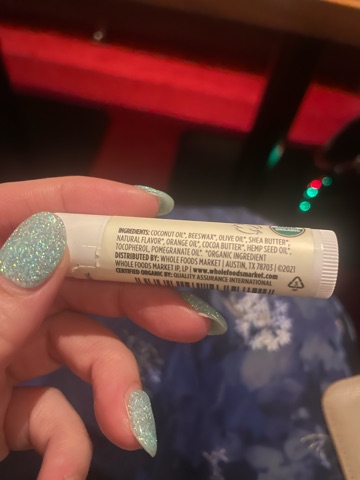 INGREDIENTS: COCONUT OIL*, BEESWAX*, OLIVE OIL*, SHEA BUTTER*,
NATURAL FLAVOR*, ORANGE OIL*, COCOA BUTTER*, HEMP SEED OIL*,
TOCOPHEROL, POMEGRANATE OIL*. *ORGANIC INGREDIENT
DISTRIBUTED BY: WHOLE FOODS MARKET | AUSTIN, TX 78703 | ©2021
WHOLE FOODS MARKET IP, LP | www.wholefoodsmarket.com
CERTIFIED ORGANIC BY: QUALITY ASSURANCE INTERNATIONAL